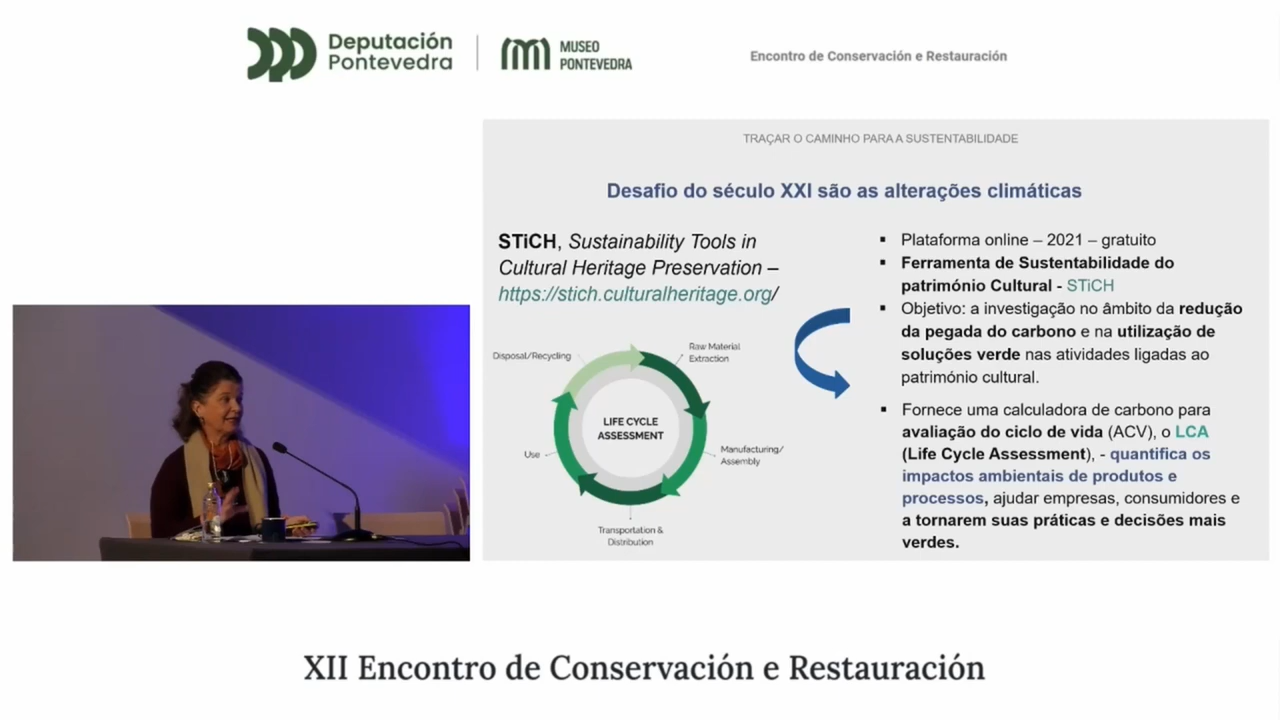 Deputación
Pontevedra
MUSEO
PONTEVEDRA
Encontro de Conservación e Restauración
TRAÇAR O CAMINHO PARA A SUSTENTABILIDADE
Desafio do século XXI são as alterações climáticas
STiCH, Sustainability Tools in
Cultural Heritage Preservation –
https://stich.culturalheritage.org/
Disposal/Recycling
Raw Material
Extraction
LIFE CYCLE
ASSESSMENT
Use
Manufacturing/
Assembly
Transportation &
Distribution
▪ Plataforma online – 2021 – gratuito
▪ Ferramenta de Sustentabilidade do
património Cultural - STiCH
▪ Objetivo: a investigação no âmbito da redução
da pegada do carbono e na utilização de
soluções verde nas atividades ligadas ao
património cultural.
▪ Fornece uma calculadora de carbono para
avaliação do ciclo de vida (ACV), o LCA
(Life Cycle Assessment), - quantifica os
impactos ambientais de produtos e
processos, ajudar empresas, consumidores e
a tornarem suas práticas e decisões mais
verdes.
XII Encontro de Conservación e Restauración